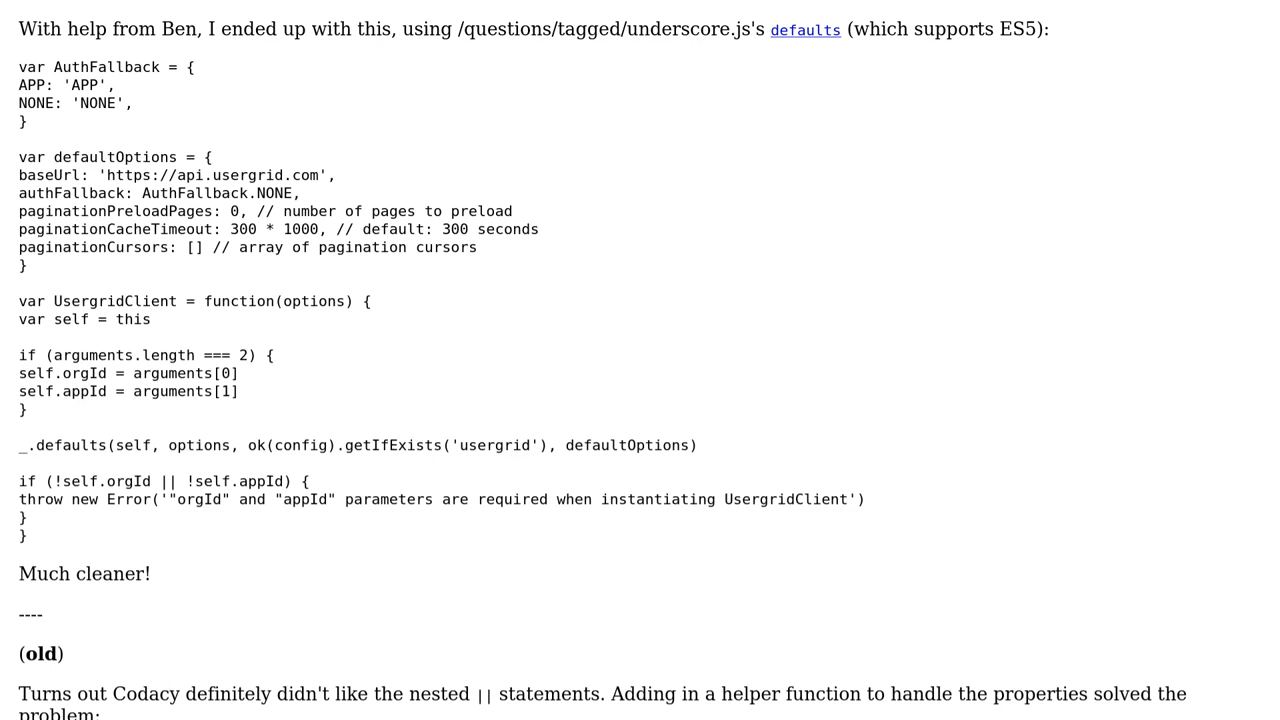 With help from Ben, I ended up with this, using /questions/tagged/underscore.js's defaults (which supports ES5):
var AuthFallback = {
APP: 'APP',
NONE: 'NONE',
}
var defaultOptions = {
baseUrl: 'https://api.usergrid.com',
authFallback: AuthFallback.NONE,
paginationPreloadPages: 0, // number of pages to preload
paginationCacheTimeout: 300 * 1000, // default: 300 seconds
paginationCursors: [] // array of pagination cursors
}
var UsergridClient = function(options) {
var self = this
if (arguments.length === 2) {
self.orgId = arguments[0]
self.appId = arguments[1]
}
_.defaults(self, options, ok(config).getIfExists('usergrid'), defaultOptions)
if (!self.orgId || !self.appId) {
throw new Error('"orgId" and "appId" parameters are required when instantiating UsergridClient')
}
}
Much cleaner!
----
(old)
Turns out Codacy definitely didn't like the nested || statements. Adding in a helper function to handle the properties solved the
problem: